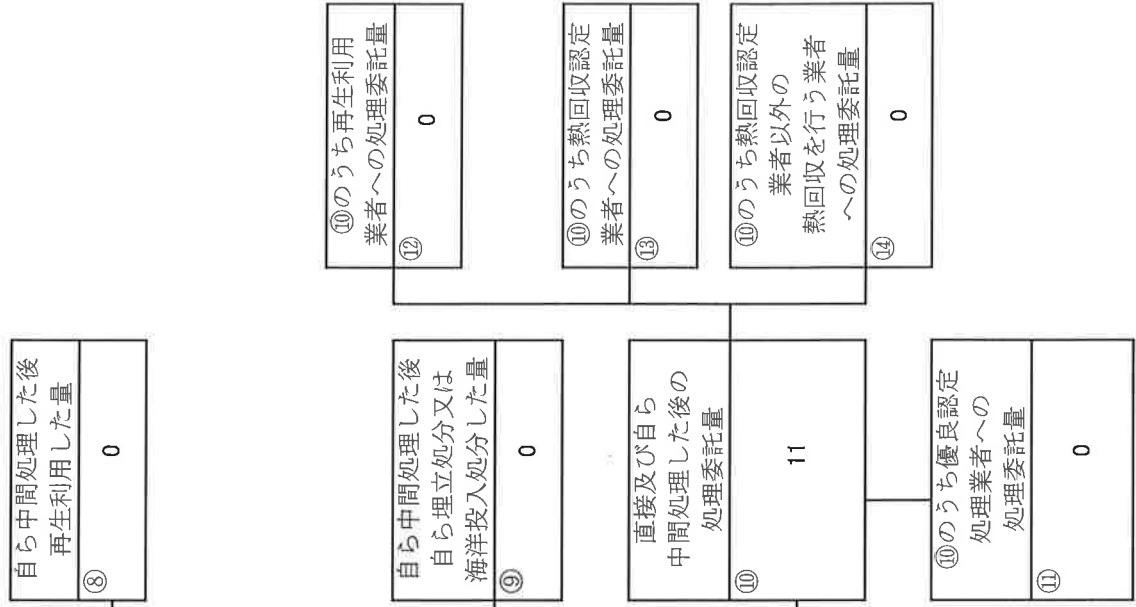 自ら中間処理した後
再生利用した量
⑧
0
自ら中間処理した後
自ら埋立処分又は
海洋投入処分した量
⑨
0
直接及び自ら
中間処理した後の
処理委託量
⑩
11
⑩のうち優良認定
処理業者への
処理委託量
⑪
0
⑩のうち再生利用
業者への処理委託量
⑫
0
⑩のうち熱回収認定
業者への処理委託量
⑬
0
⑩のうち熱回収認定
業者以外の
熱回収を行う業者
への処理委託量
⑭
0